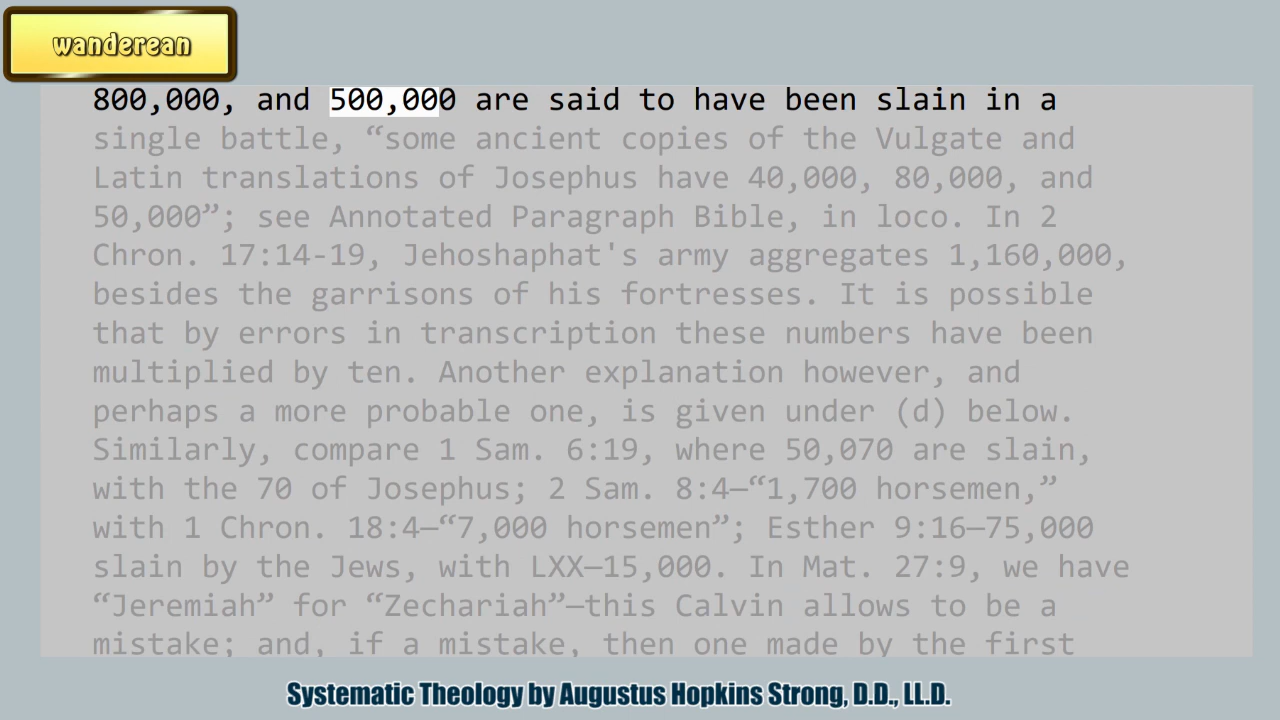 wanderean
800,000, and 500,000 are said to have been slain in a
single battle, “some ancient copies of the Vulgate and
Latin translations of Josephus have 40,000, 80,000, and
50,000”; see Annotated Paragraph Bible, in loco. In 2
Chron. 17:14-19, Jehoshaphat's army aggregates 1,160,000,
besides the garrisons of his fortresses. It is possible
that by errors in transcription these numbers have been
multiplied by ten. Another explanation however, and
perhaps a more probable one, is given under (d) below.
Similarly, compare 1 Sam. 6:19, where 50,070 are slain,
with the 70 of Josephus; 2 Sam. 8:4—“1,700 horsemen,”
with 1 Chron. 18:4—“7,000 horsemen”; Esther 9:16—75,000
slain by the Jews, with LXX—15,000. In Mat. 27:9, we have
“Jeremiah” for “Zechariah”—this Calvin allows to be a
mistake; and, if a mistake, then one made by the first
Systematic Theology by Augustus Hopkins Strong, D.D., LL.D.